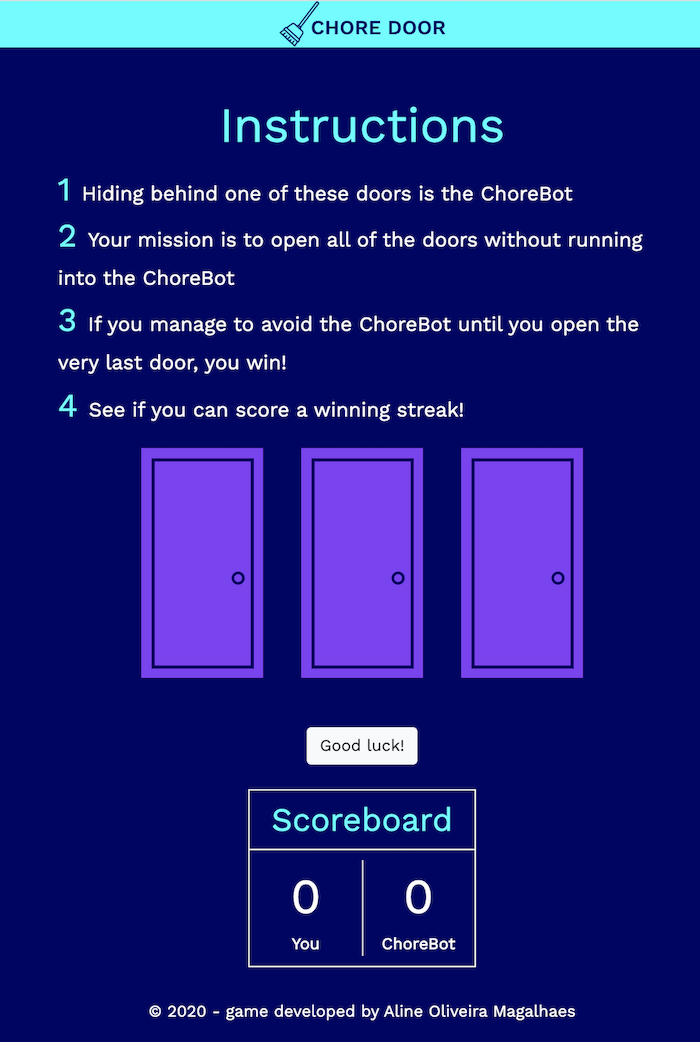 CHORE DOOR
Instructions
1 Hiding behind one of these doors is the ChoreBot
2 Your mission is to open all of the doors without running
into the ChoreBot
3 If you manage to avoid the ChoreBot until you open the
very last door, you win!
4 See if you can score a winning streak!
Good luck!
Scoreboard
0 0
You ChoreBot
© 2020 - game developed by Aline Oliveira Magalhaes